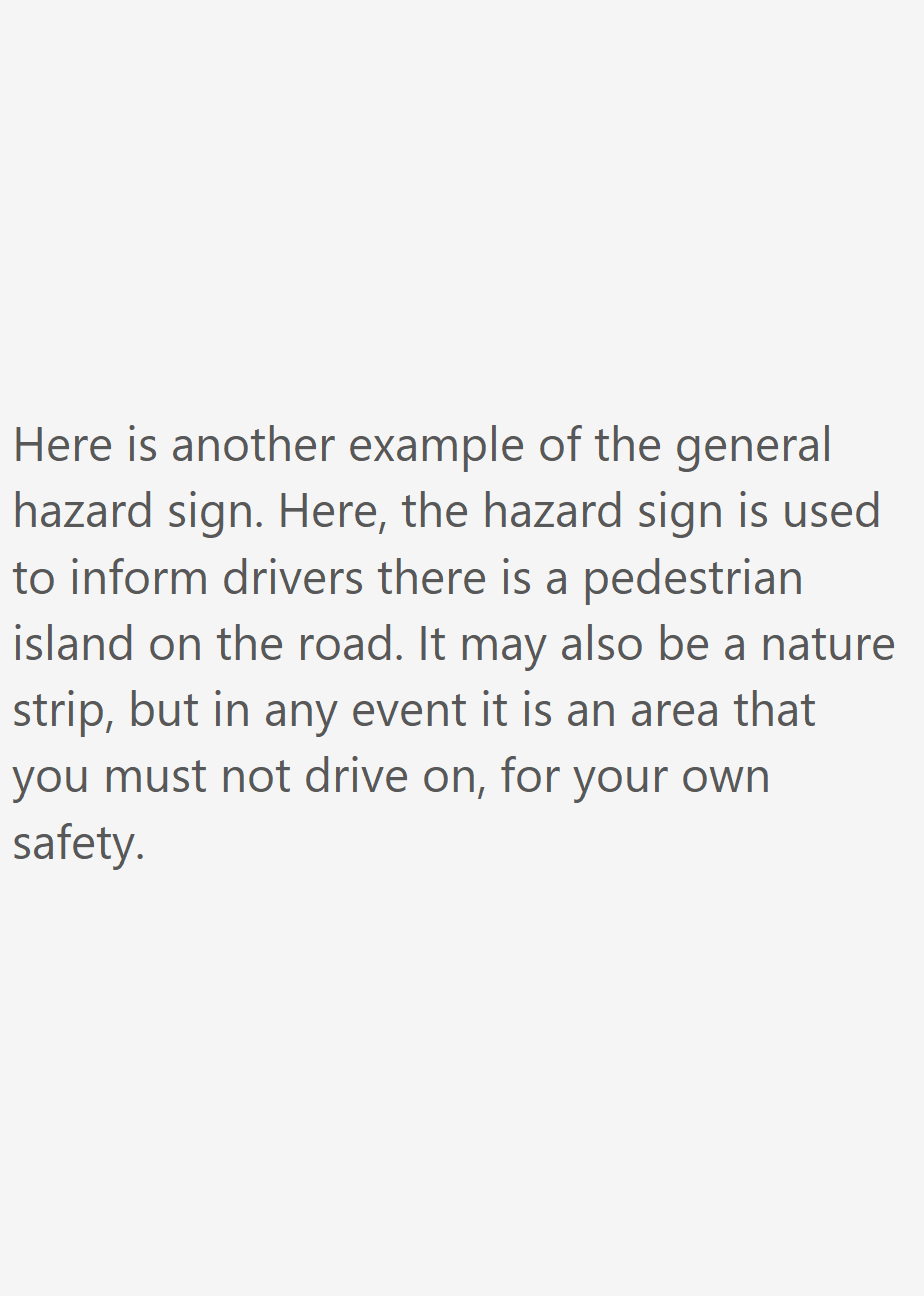 Here is another example of the general
hazard sign. Here, the hazard sign is used
to inform drivers there is a pedestrian
island on the road. It may also be a nature
strip, but in any event it is an area that
you must not drive on, for your own
safety.